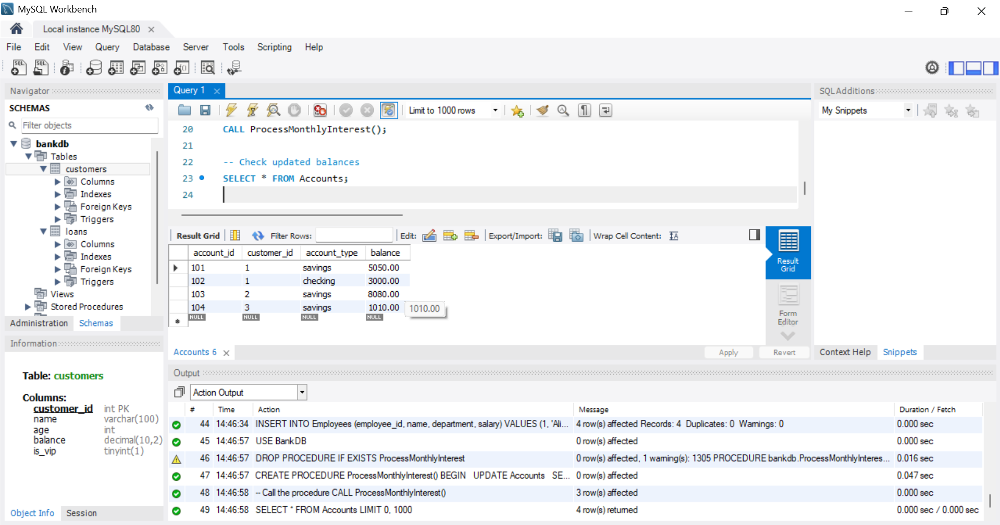 MySQL Workbench
Local instance MySQL80
File Edit View Query Database Server Tools Scripting Help
Navigator
SCHEMAS
Filter objects
bankdb
Tables
customers
Columns
Indexes
Foreign Keys
Triggers
loans
Columns
Indexes
Foreign Keys
Triggers
Views
Stored Procedures
Administration Schemas
Information
Table: customers
Columns:
customer_id int PK
name varchar(100)
age int
balance decimal(10,2)
is_vip tinyint(1)
Object Info Session
Query 1
Limit to 1000 rows
20 CALL ProcessMonthlyInterest();
21
22 -- Check updated balances
23 SELECT * FROM Accounts;
24
Result Grid Filter Rows: Edit: Export/Import: Wrap Cell Content:
account_id customer_id account_type balance
101 1 savings 5050.00
102 1 checking 3000.00
103 2 savings 8080.00
104 3 savings 1010.00
1010.00
NULL NULL NULL NULL
Result
Grid
Form
Editor
Accounts 6
Apply Revert
SQLAdditions
My Snippets
Context Help Snippets
Output
Action Output
# Time Action Message Duration / Fetch
44 14:46:34 INSERT INTO Employees (employee_id, name, department, salary) VALUES (1, 'Ali... 4 row(s) affected Records: 4 Duplicates: 0 Warnings: 0 0.000 sec
45 14:46:57 USE BankDB 0 row(s) affected 0.000 sec
46 14:46:57 DROP PROCEDURE IF EXISTS ProcessMonthlyInterest 0 row(s) affected, 1 warning(s): 1305 PROCEDURE bankdb.ProcessMonthlyInteres... 0.016 sec
47 14:46:57 CREATE PROCEDURE ProcessMonthlyInterest() BEGIN UPDATE Accounts SE... 0 row(s) affected 0.047 sec
48 14:46:58 -- Call the procedure CALL ProcessMonthlyInterest() 3 row(s) affected 0.000 sec
49 14:46:58 SELECT * FROM Accounts LIMIT 0, 1000 4 row(s) returned 0.000 sec / 0.000 sec